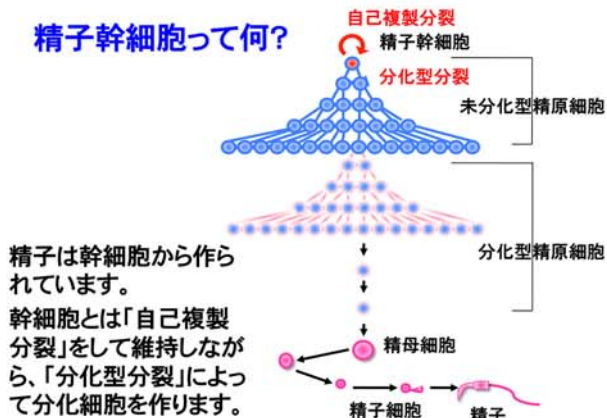 精子幹細胞って何?
自己複製分裂
精子幹細胞
分化型分裂
未分化型精原細胞
分化型精原細胞
精子は幹細胞から作ら
れています。
幹細胞とは「自己複製
分裂」をして維持しなが
ら、「分化型分裂」によっ
て分化細胞を作ります。
精母細胞
精子細胞
精子